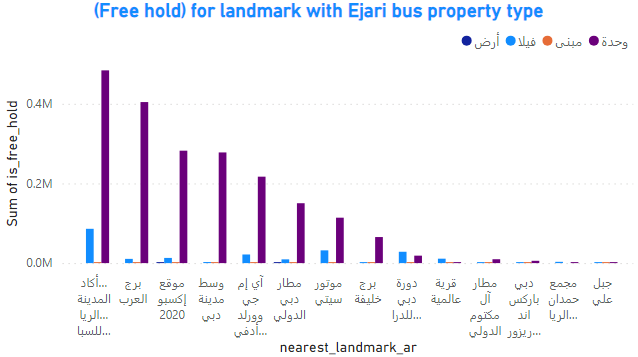 (Free hold) for landmark with Ejari bus property type
أرض فيلا مبنى وحدة
Sum of is_free_hold
0.4M
0.2M
0.0M
أكاد...
المدينة
الريا...
للسبا...
برج
العرب
موقع
إكسبو
2020
وسط
مدينة
دبي
آي إم
جي
وورلد
أدفي...
مطار
دبي
الدولي
موتور
سيتي
برج
خليفة
دورة
دبي
للدرا...
قرية
عالمية
مطار
آل
مكتوم
الدولي
دبي
باركس
اند
ريزور...
مجمع
حمدان
الريا...
جبل
علي
nearest_landmark_ar